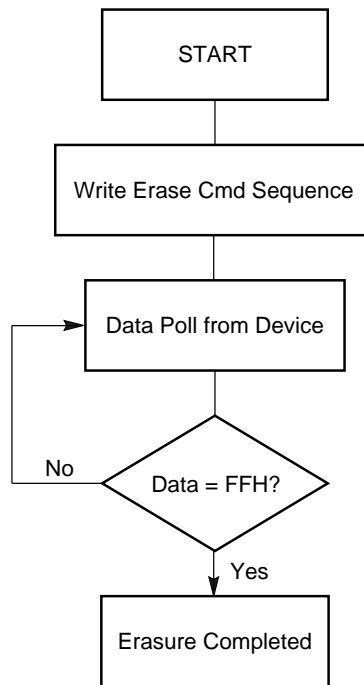 START
Write Erase Cmd Sequence
Data Poll from Device
No
Data = FFH?
Yes
Erasure Completed